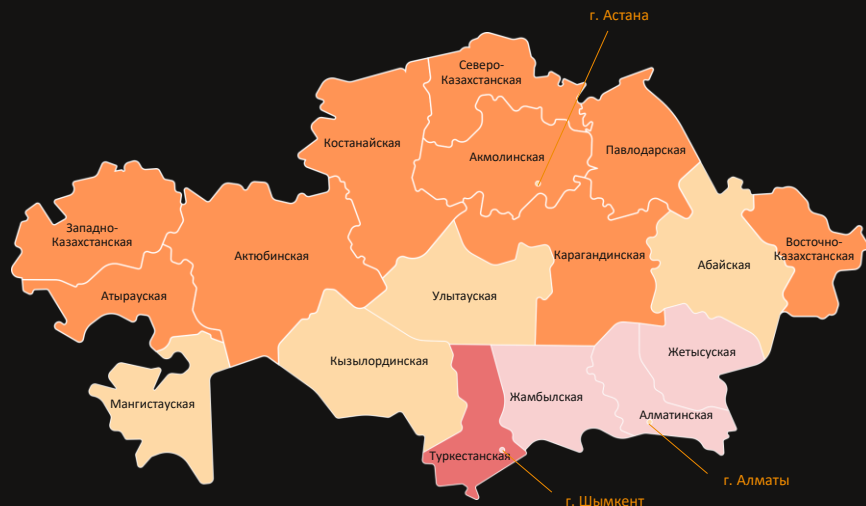 г. Астана
Северо-
Казахстанская
Костанайская
Акмолинская
Павлодарская
Западно-
Казахстанская
Актюбинская
Карагандинская
Абайская
Восточно-
Казахстанская
Атырауская
Улытауская
Кызылординская
Жетысуская
Мангистауская
Жамбылская
Алматинская
Туркестанская
г. Алматы
г. Шымкент